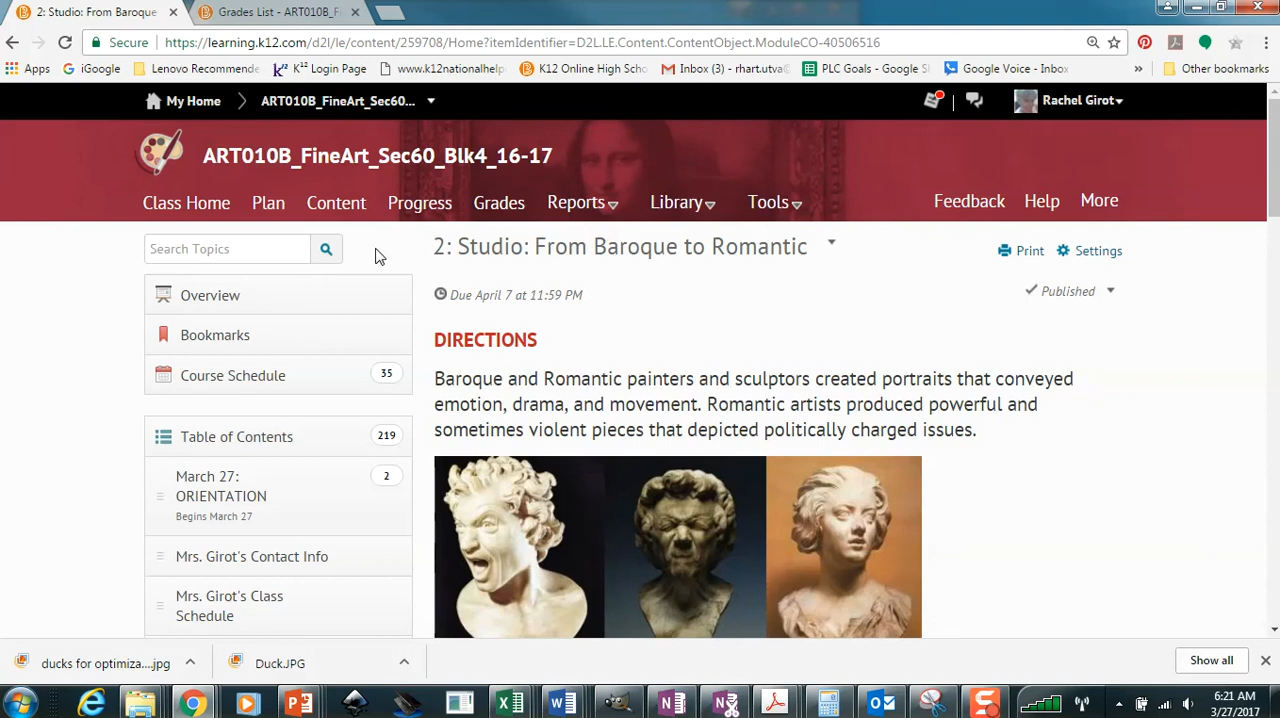 2: Studio: From Baroque
Grades List - ART010B_F
Secure
https://learning.k12.com/d2l/le/content/259708/Home?itemIdentifier=D2L.LE.Content.ContentObject.ModuleCO-40506516
Apps
iGoogle
Lenovo Recommende
K¹² Login Page
www.k12nationalhelp
K12 Online High Scho
Inbox (3) - rhart.utva@
PLC Goals - Google S
Google Voice - Inbox
Other bookmarks
My Home
ART010B_FineArt_Sec60...
Rachel Girot
ART010B_FineArt_Sec60_Blk4_16-17
Class Home
Plan
Content
Progress
Grades
Reports
Library
Tools
Feedback
Help
More
Search Topics
2: Studio: From Baroque to Romantic
Print
Settings
Due April 7 at 11:59 PM
Published
Overview
Bookmarks
Course Schedule
35
Table of Contents
219
March 27:
ORIENTATION
2
Begins March 27
Mrs. Girot's Contact Info
Mrs. Girot's Class
Schedule
DIRECTIONS
Baroque and Romantic painters and sculptors created portraits that conveyed
emotion, drama, and movement. Romantic artists produced powerful and
sometimes violent pieces that depicted politically charged issues.
ducks for optimiza....jpg
Duck.JPG
Show all
6:21 AM
3/27/2017